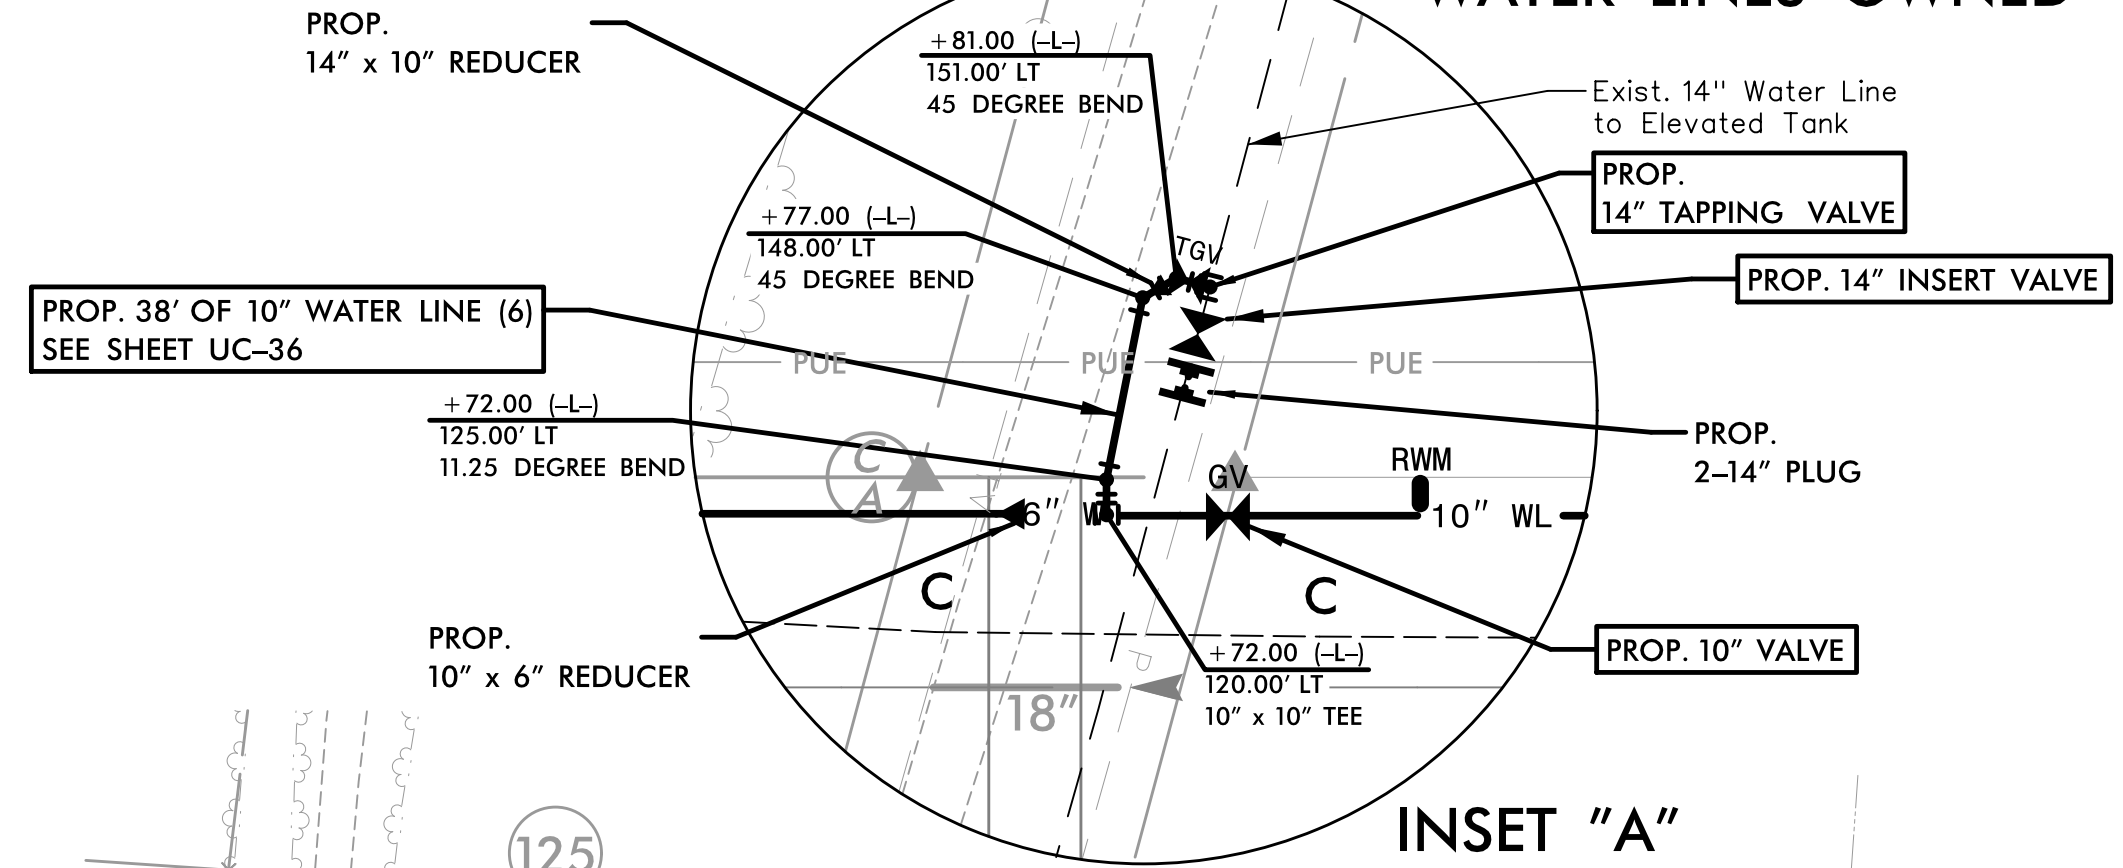 WATER LINES OWNED
PROP.
14" x 10" REDUCER
+81.00 (–L–)
151.00' LT
45 DEGREE BEND
Exist. 14" Water Line
to Elevated Tank
PROP.
14" TAPPING VALVE
+77.00 (–L–)
148.00' LT
45 DEGREE BEND
TGV
PROP. 14" INSERT VALVE
PROP. 38' OF 10" WATER LINE (6)
SEE SHEET UC–36
PUE
PUE
PUE
+72.00 (–L–)
125.00' LT
11.25 DEGREE BEND
C
A
PROP.
2–14" PLUG
GV
RWM
6"
10" WL
C
C
PROP.
10" x 6" REDUCER
+72.00 (–L–)
120.00' LT
10" x 10" TEE
PROP. 10" VALVE
P
18"
INSET "A"
125